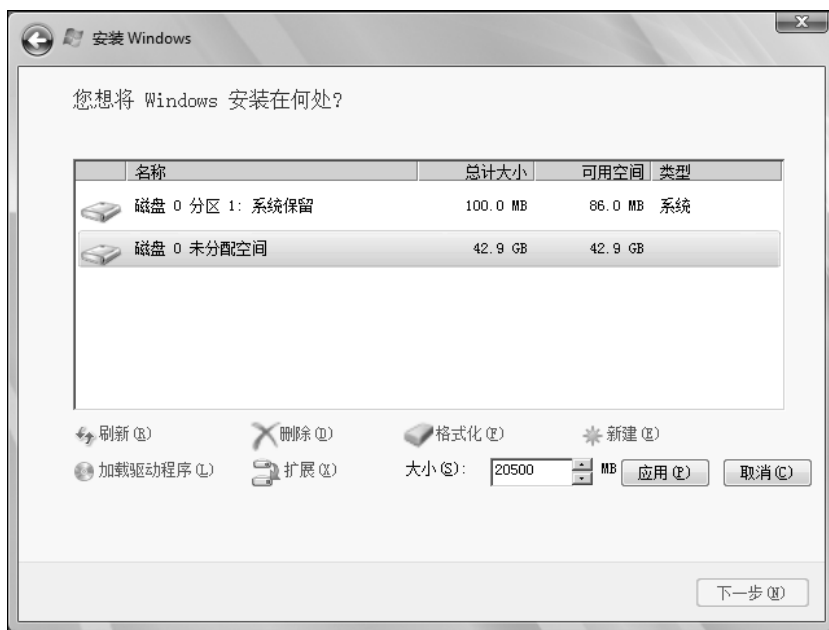 安装 Windows
您想将 Windows 安装在何处?
名称 总计大小 可用空间 类型
磁盘 0 分区 1: 系统保留 100.0 MB 86.0 MB 系统
磁盘 0 未分配空间 42.9 GB 42.9 GB
刷新(R) 删除(D) 格式化(F) 新建(E)
加载驱动程序(L) 扩展(X) 大小(S): 20500 MB 应用(P) 取消(C)
下一步(N)